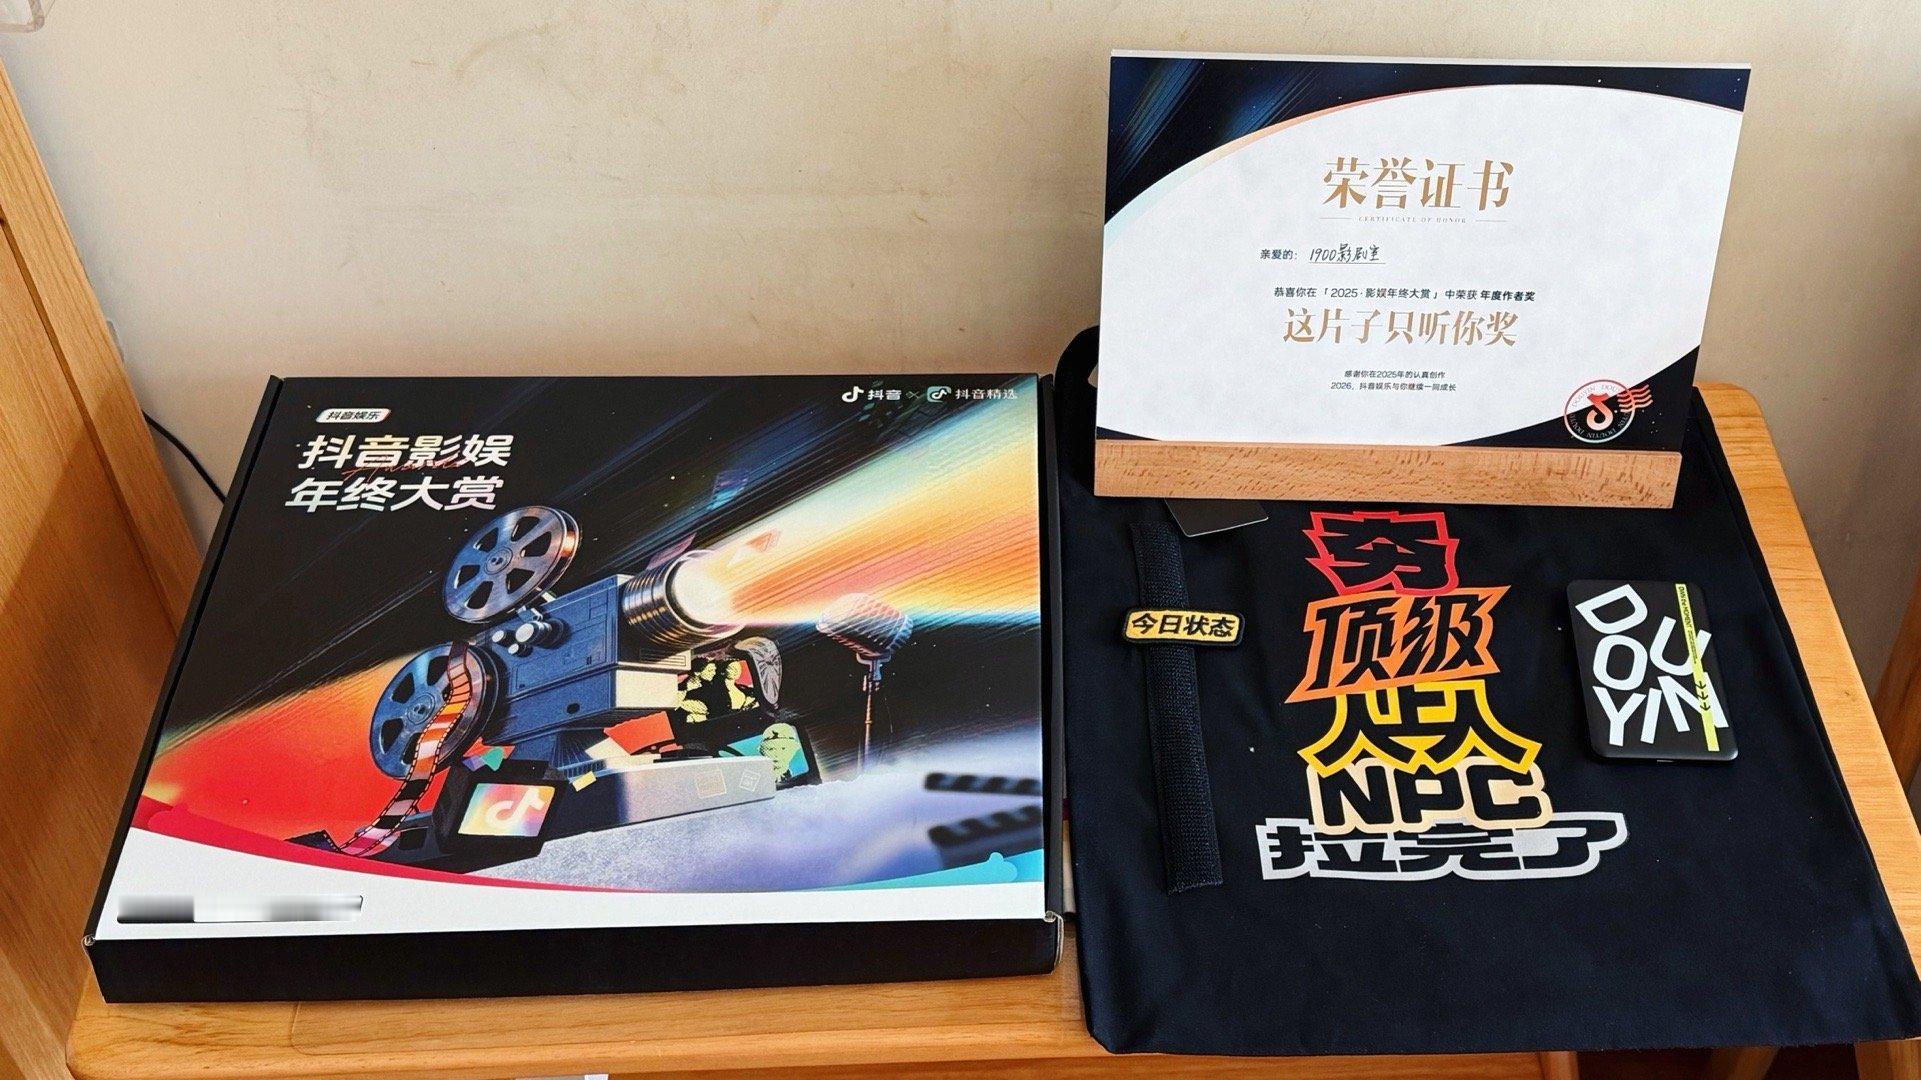 抖音 × 抖音精选
抖音娱乐
抖音影娱
年终大赏
荣誉证书
CERTIFICATE OF HONOR
亲爱的： 1900影剧室
恭喜你在「2025·影娱年终大赏」中荣获 年度作者奖
这片子只听你奖
感谢你在2025年的认真创作
2026，抖音娱乐与你继续一同成长
今日状态
夯
顶级
人上人
NPC
拉完了
DOUYIN